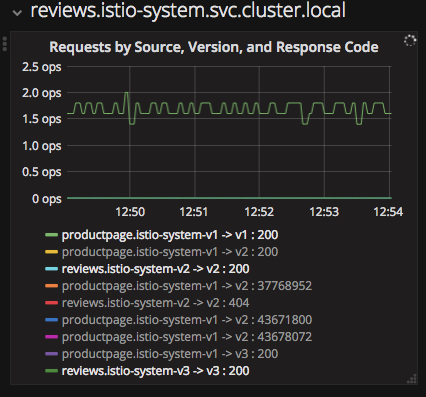 reviews.istio-system.svc.cluster.local
Requests by Source, Version, and Response Code
2.5 ops
2.0 ops
1.5 ops
1.0 ops
0.5 ops
0 ops
12:50 12:51 12:52 12:53 12:54
productpage.istio-system-v1 -> v1 : 200
productpage.istio-system-v1 -> v2 : 200
reviews.istio-system-v2 -> v2 : 200
productpage.istio-system-v1 -> v2 : 37768952
reviews.istio-system-v2 -> v2 : 404
productpage.istio-system-v1 -> v2 : 43671800
productpage.istio-system-v1 -> v2 : 43678072
productpage.istio-system-v1 -> v3 : 200
reviews.istio-system-v3 -> v3 : 200